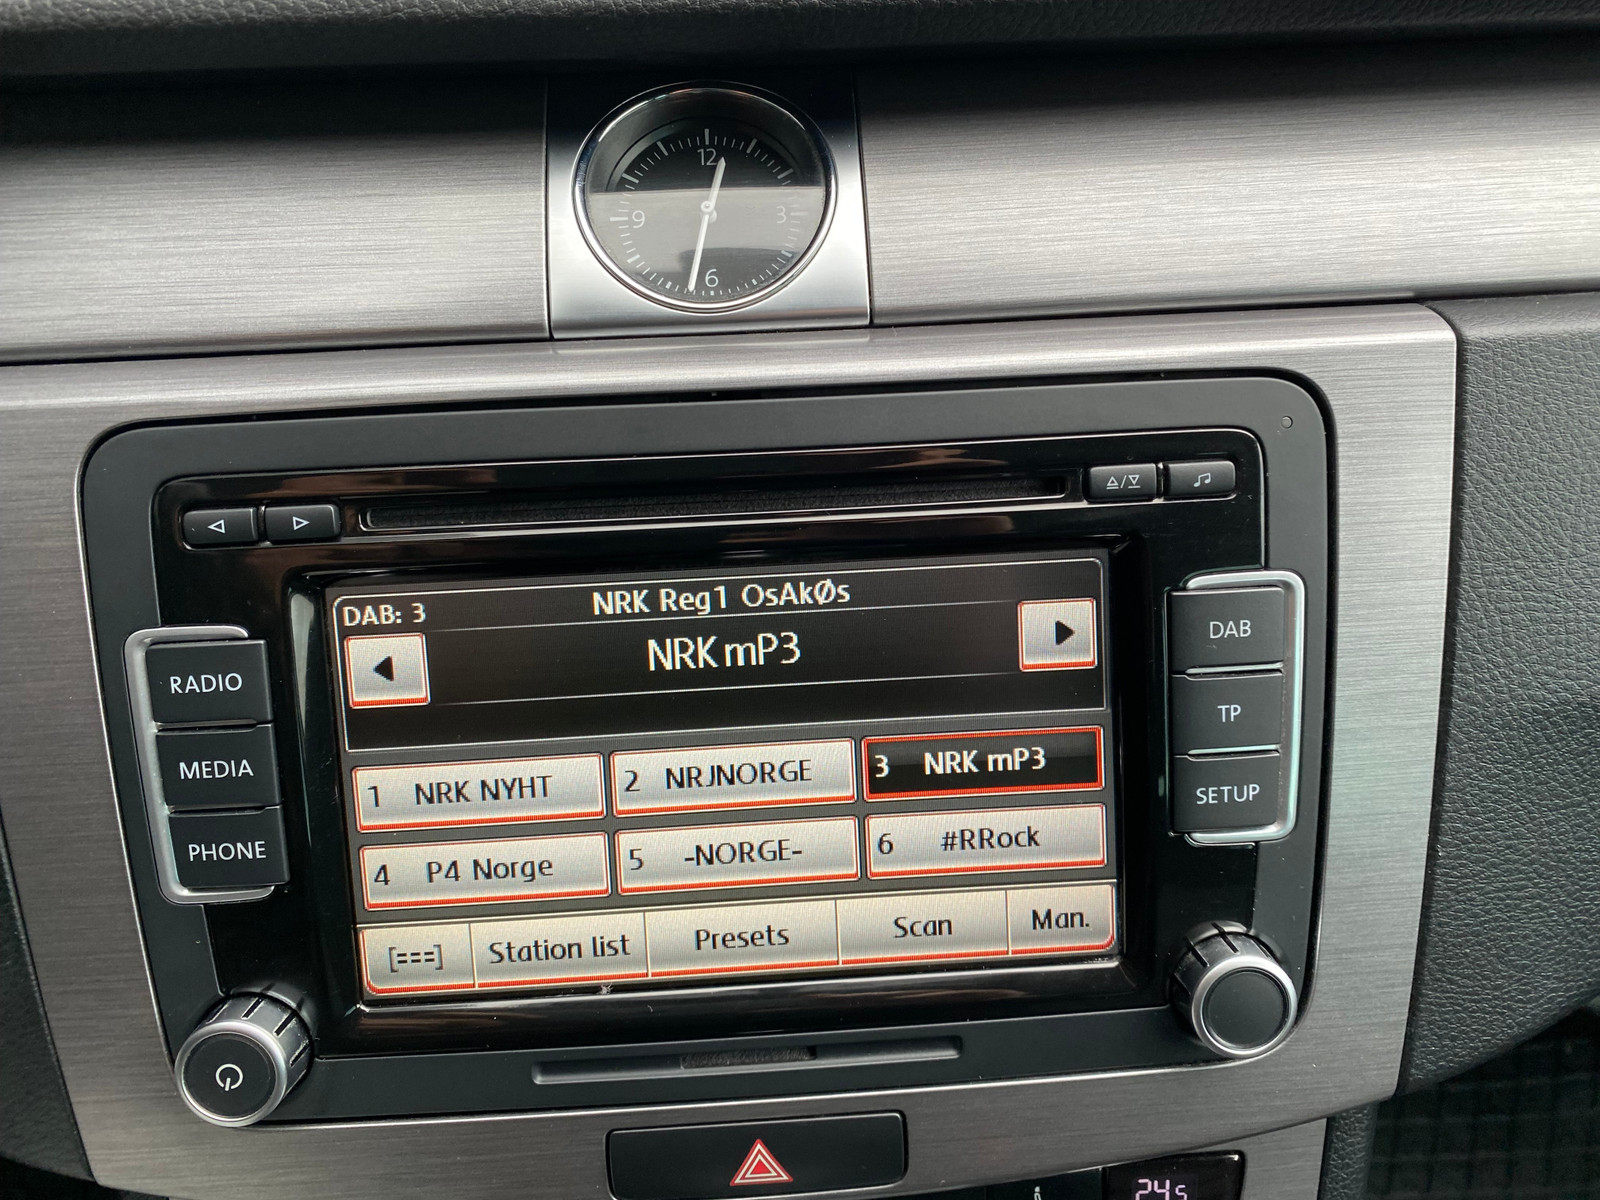 12
9 3
6
DAB: 3 NRK Reg1 OsAkØs
NRK mP3
RADIO
MEDIA
PHONE
1 NRK NYHT 2 NRJNORGE 3 NRK mP3
4 P4 Norge 5 -NORGE- 6 #RRock
[===] Station list Presets Scan Man.
DAB
TP
SETUP
24.5